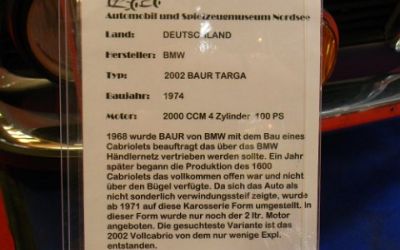 Automobil und Spielzeugmuseum Nordsee
Land: DEUTSCHLAND
Hersteller: BMW
Typ: 2002 BAUR TARGA
Baujahr: 1974
Motor: 2000 CCM 4 Zylinder 100 PS
1968 wurde BAUR von BMW mit dem Bau eines
Cabriolets beauftragt das über das BMW
Händlernetz vertrieben werden sollte. Ein Jahr
später begann die Produktion des 1600
Cabriolets das vollkommen offen war und nicht
über den Bügel verfügte. Da sich das Auto als
nicht sonderlich verwindungssteif zeigte, wurde
ab 1971 auf diese Karosserie Form umgestellt. In
dieser Form wurde nur noch der 2 ltr. Motor
angeboten. Die gesuchteste Variante ist das
2002 Vollcabrio von dem nur wenige Expl.
entstanden.